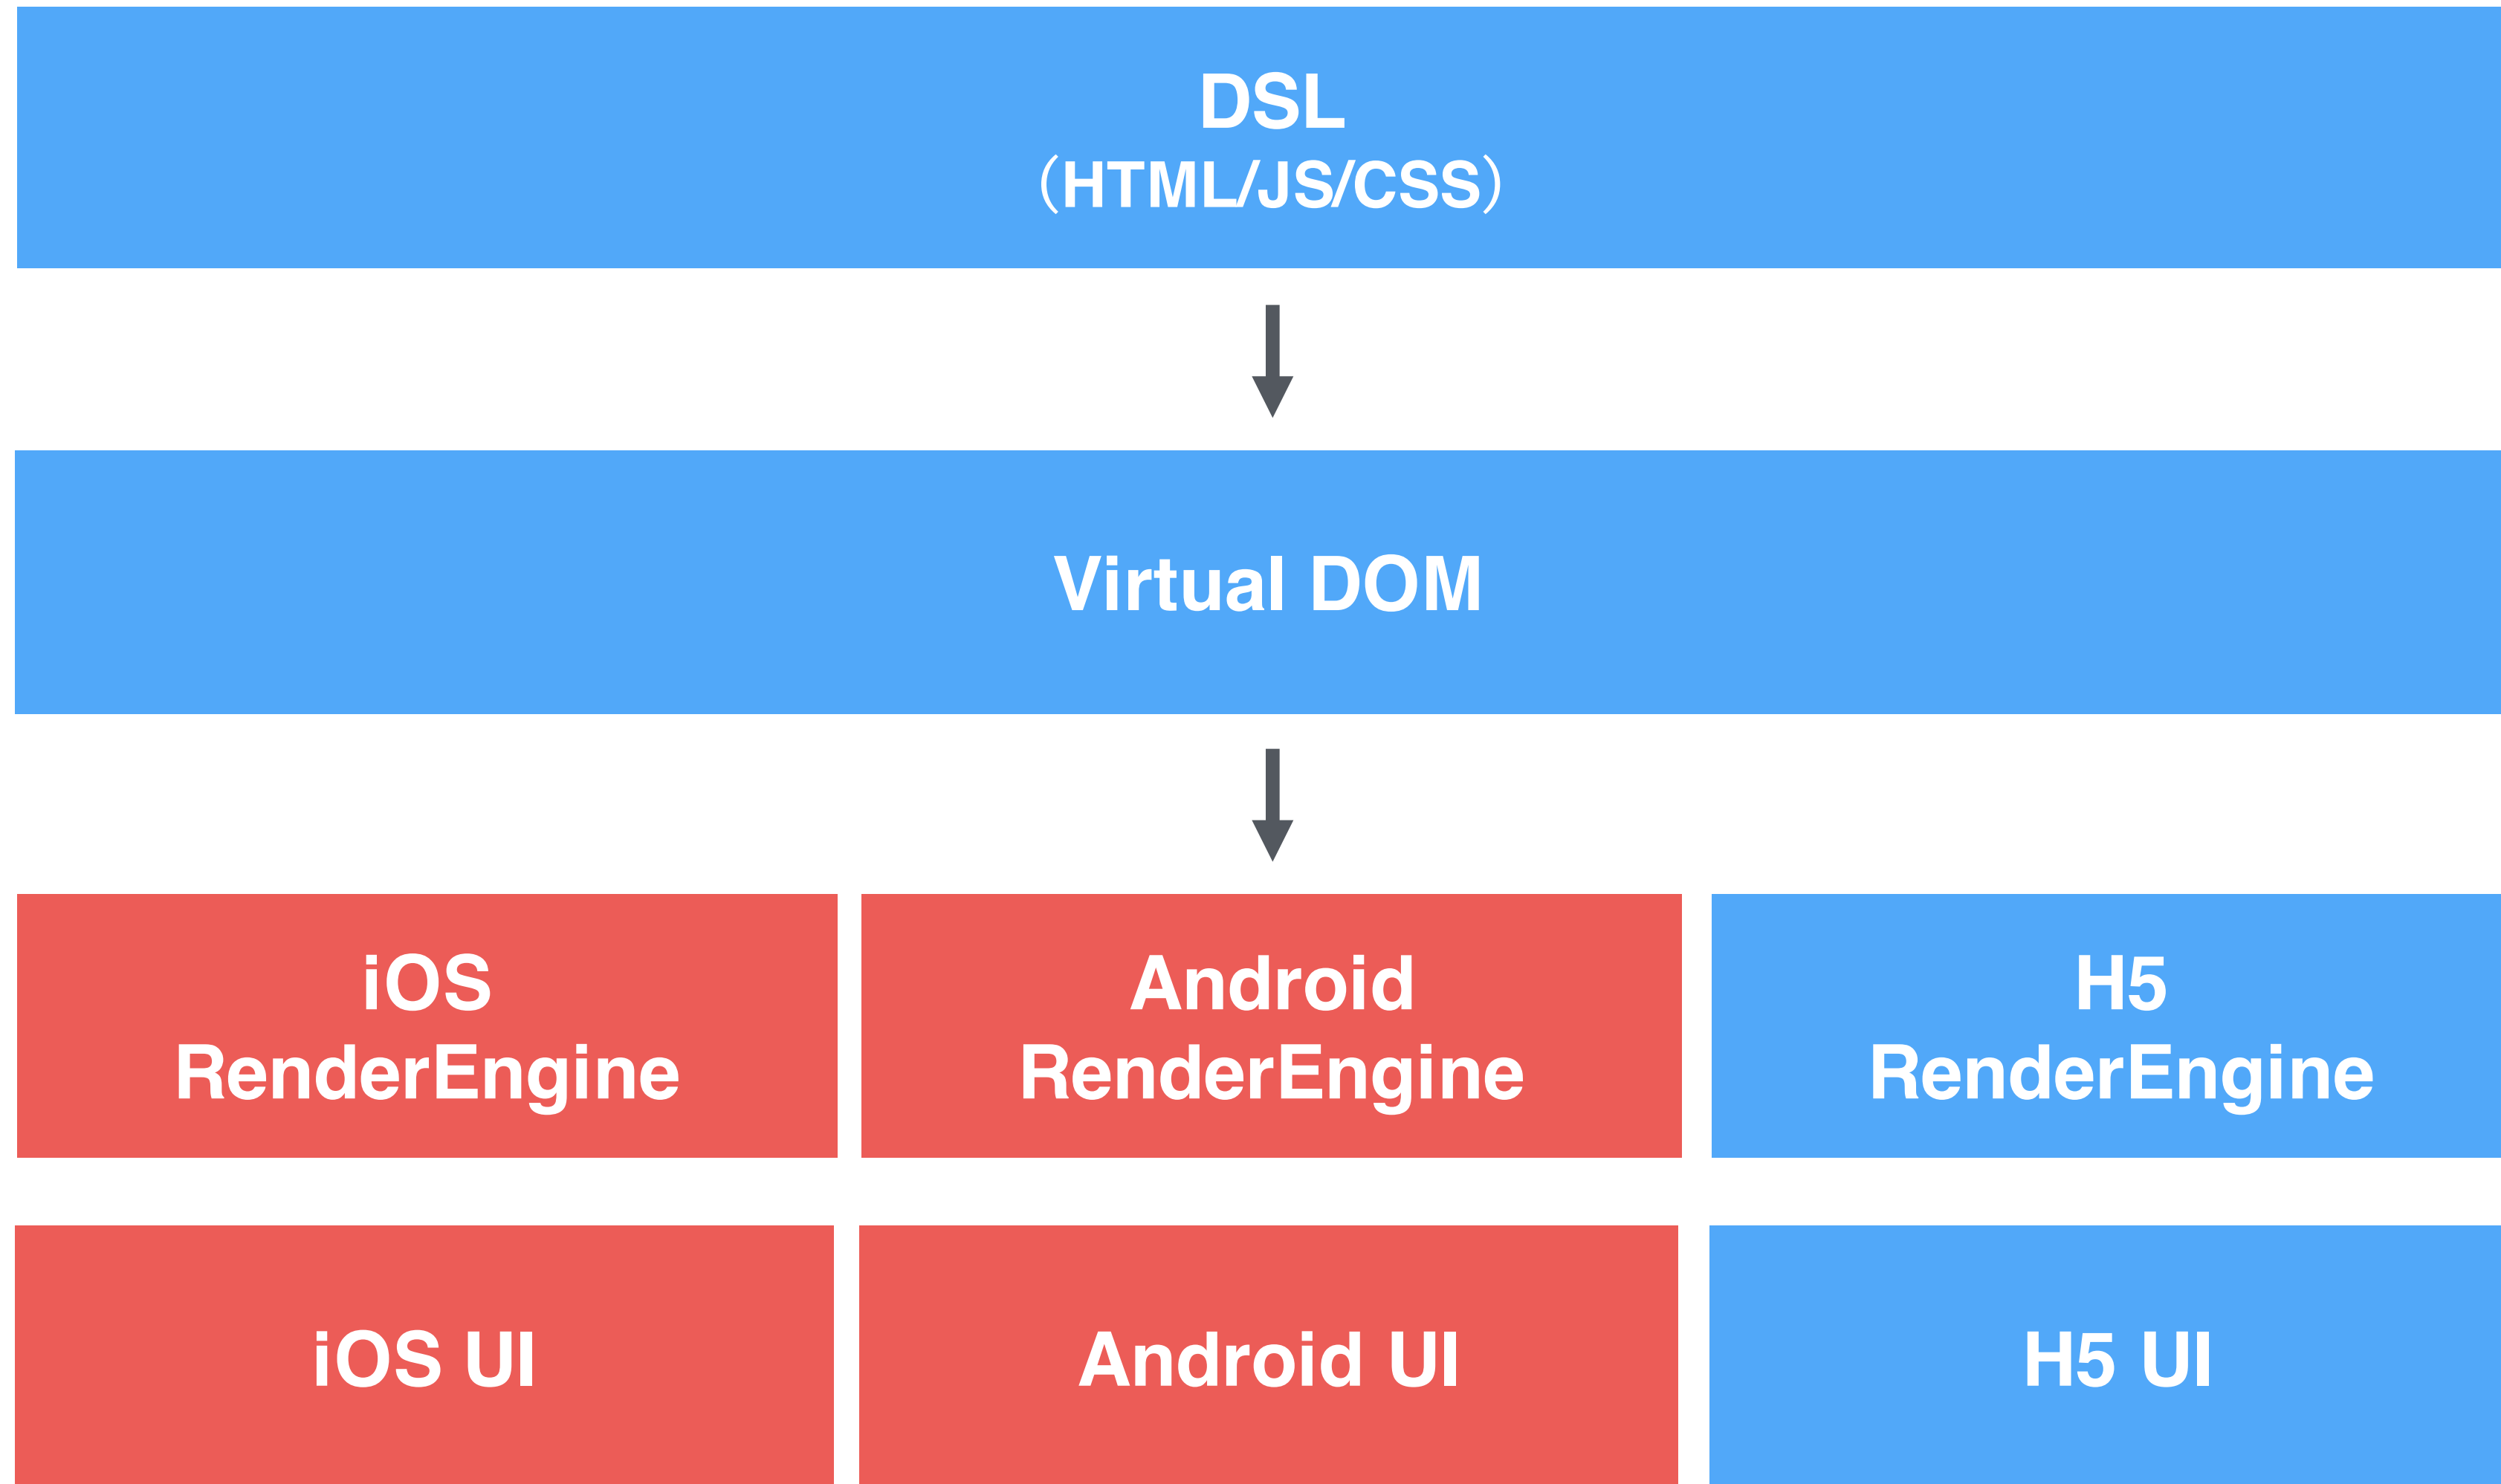 DSL
（HTML/JS/CSS）
Virtual DOM
iOS
RenderEngine
Android
RenderEngine
H5
RenderEngine
iOS UI
Android UI
H5 UI